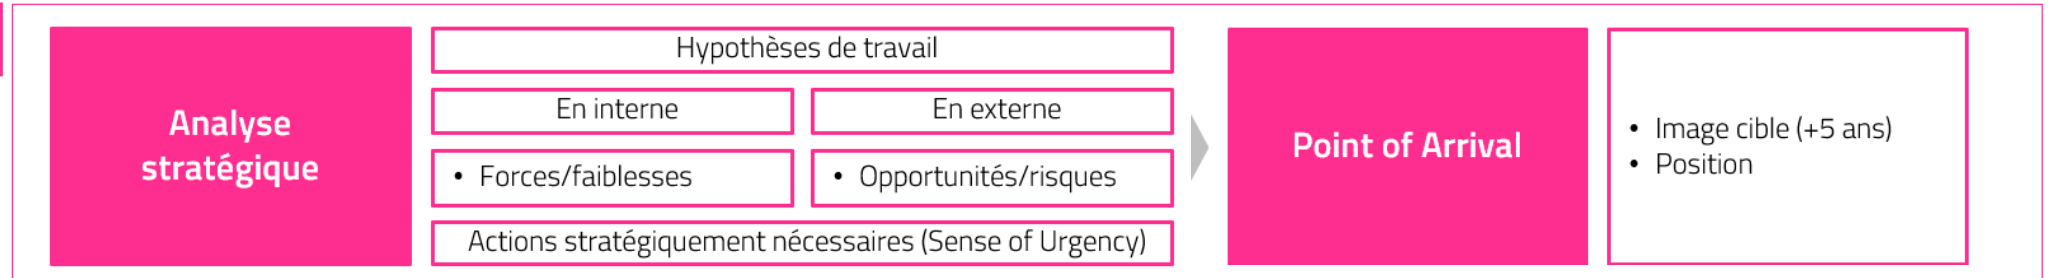 Analyse
stratégique
Hypothèses de travail
En interne
En externe
• Forces/faiblesses
• Opportunités/risques
Actions stratégiquement nécessaires (Sense of Urgency)
Point of Arrival
• Image cible (+5 ans)
• Position